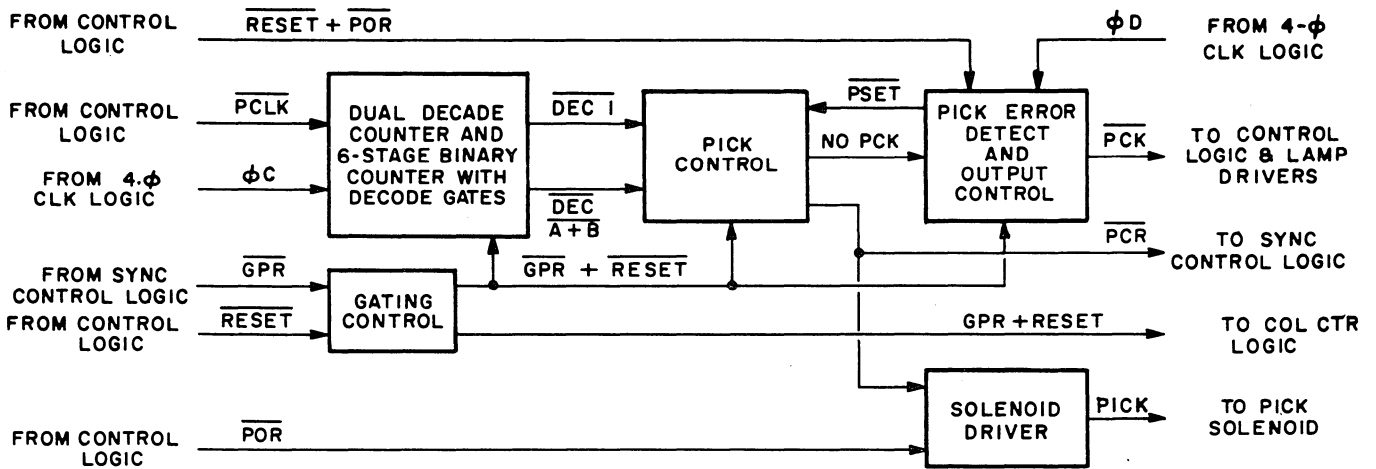 FROM CONTROL
LOGIC
RESET + POR
ϕD
FROM 4-ϕ
CLK LOGIC
FROM CONTROL
LOGIC
PCLK
FROM 4.ϕ
CLK LOGIC
ϕC
DUAL DECADE
COUNTER AND
6-STAGE BINARY
COUNTER WITH
DECODE GATES
DEC 1
DEC
A+B
PICK
CONTROL
PSET
NO PCK
PICK ERROR
DETECT
AND
OUTPUT
CONTROL
PCK
TO CONTROL
LOGIC & LAMP
DRIVERS
PCR
TO SYNC
CONTROL LOGIC
FROM SYNC
CONTROL LOGIC
GPR
FROM CONTROL
LOGIC
RESET
GATING
CONTROL
GPR + RESET
GPR+RESET
TO COL CTR
LOGIC
FROM CONTROL
LOGIC
POR
SOLENOID
DRIVER
PICK
TO PICK
SOLENOID